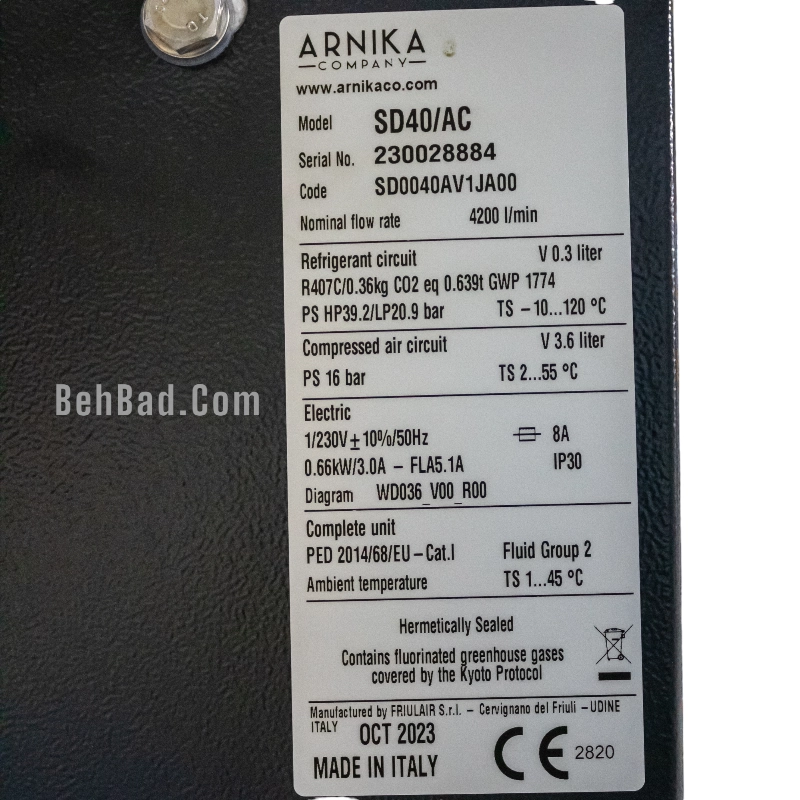 ARNIKA
COMPANY
www.arnikaco.com
Model SD40/AC
Serial No. 230028884
Code SD0040AV1JA00
Nominal flow rate 4200 l/min
Refrigerant circuit V 0.3 liter
R407C/0.36kg CO2 eq 0.639t GWP 1774
PS HP39.2/LP20.9 bar TS –10...120 °C
Compressed air circuit V 3.6 liter
PS 16 bar TS 2...55 °C
BehBad.Com
Electric
1/230V±10%/50Hz 8A
0.66kW/3.0A – FLA5.1A IP30
Diagram WD036_V00_R00
Complete unit
PED 2014/68/EU–Cat.I Fluid Group 2
Ambient temperature TS 1...45 °C
Hermetically Sealed
Contains fluorinated greenhouse gases
covered by the Kyoto Protocol
Manufactured by FRIULAIR S.r.l. – Cervignano del Friuli –UDINE
ITALY OCT 2023
MADE IN ITALY CE 2820